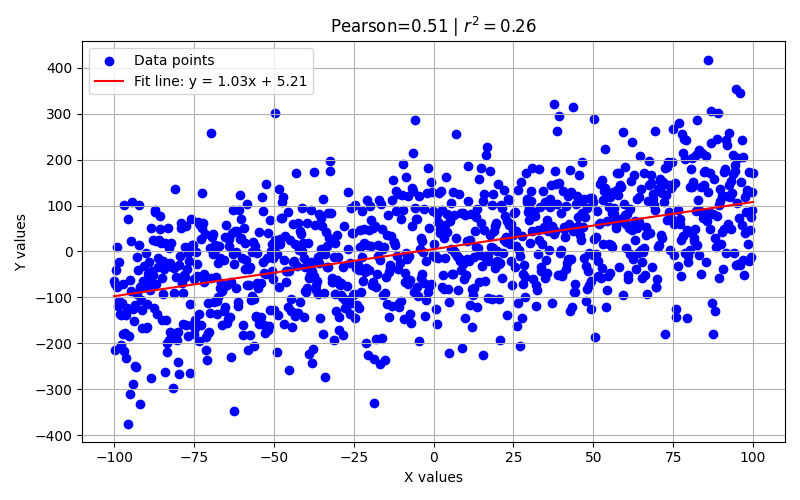 Pearson=0.51 | r² = 0.26
Data points
Fit line: y = 1.03x + 5.21
Y values
400
300
200
100
0
−100
−200
−300
−400
−100 −75 −50 −25 0 25 50 75 100
X values